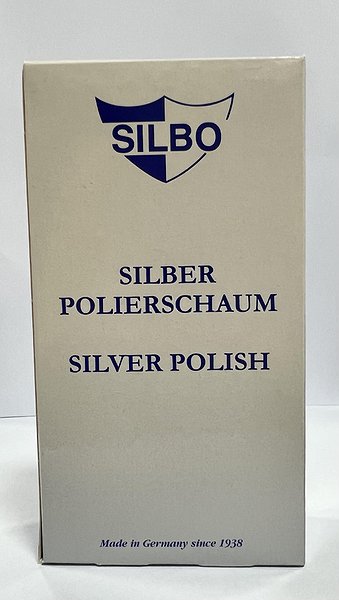 SILBO
SILBER
POLIERSCHAUM
SILVER POLISH
Made in Germany since 1938